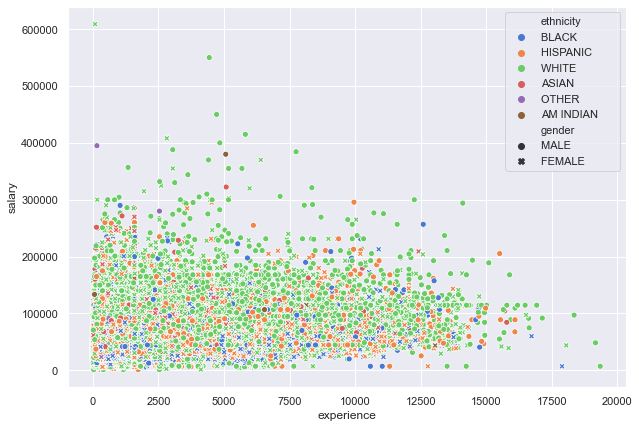 ethnicity
BLACK
HISPANIC
WHITE
ASIAN
OTHER
AM INDIAN
gender
MALE
FEMALE
600000
500000
400000
300000
200000
100000
0
salary
0 2500 5000 7500 10000 12500 15000 17500 20000
experience